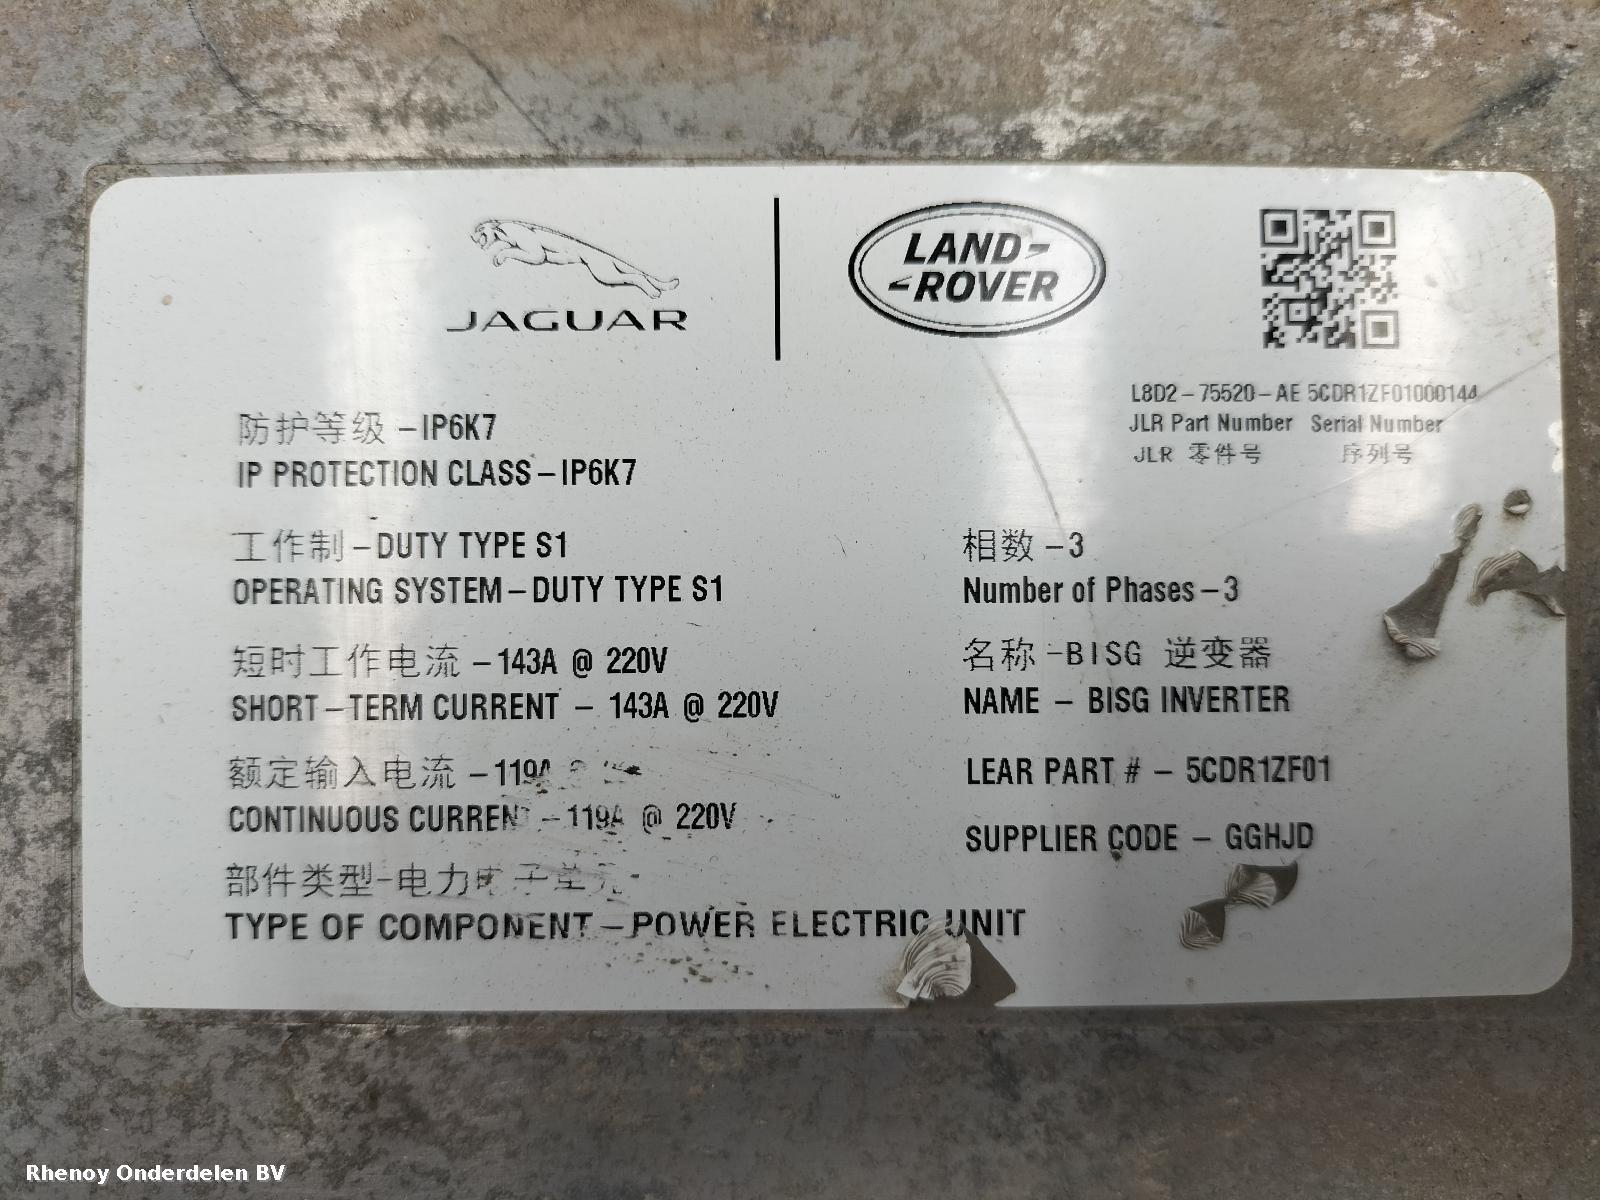 JAGUAR
LAND
ROVER
L8D2-75520-AE 5CDR1ZF01000144
JLR Part Number Serial Number
JLR 零件号 序列号
防护等级 -IP6K7
IP PROTECTION CLASS-IP6K7
工作制-DUTY TYPE S1
OPERATING SYSTEM-DUTY TYPE S1
短时工作电流 -143A @ 220V
SHORT-TERM CURRENT - 143A @ 220V
额定输入电流 -119A
CONTINUOUS CURRENT -119A @ 220V
部件类型-电力电子单元
TYPE OF COMPONENT-POWER ELECTRIC UNIT
相数 -3
Number of Phases-3
名称-BISG 逆变器
NAME - BISG INVERTER
LEAR PART # - 5CDR1ZF01
SUPPLIER CODE - GGHJD
Rhenoy Onderdelen BV